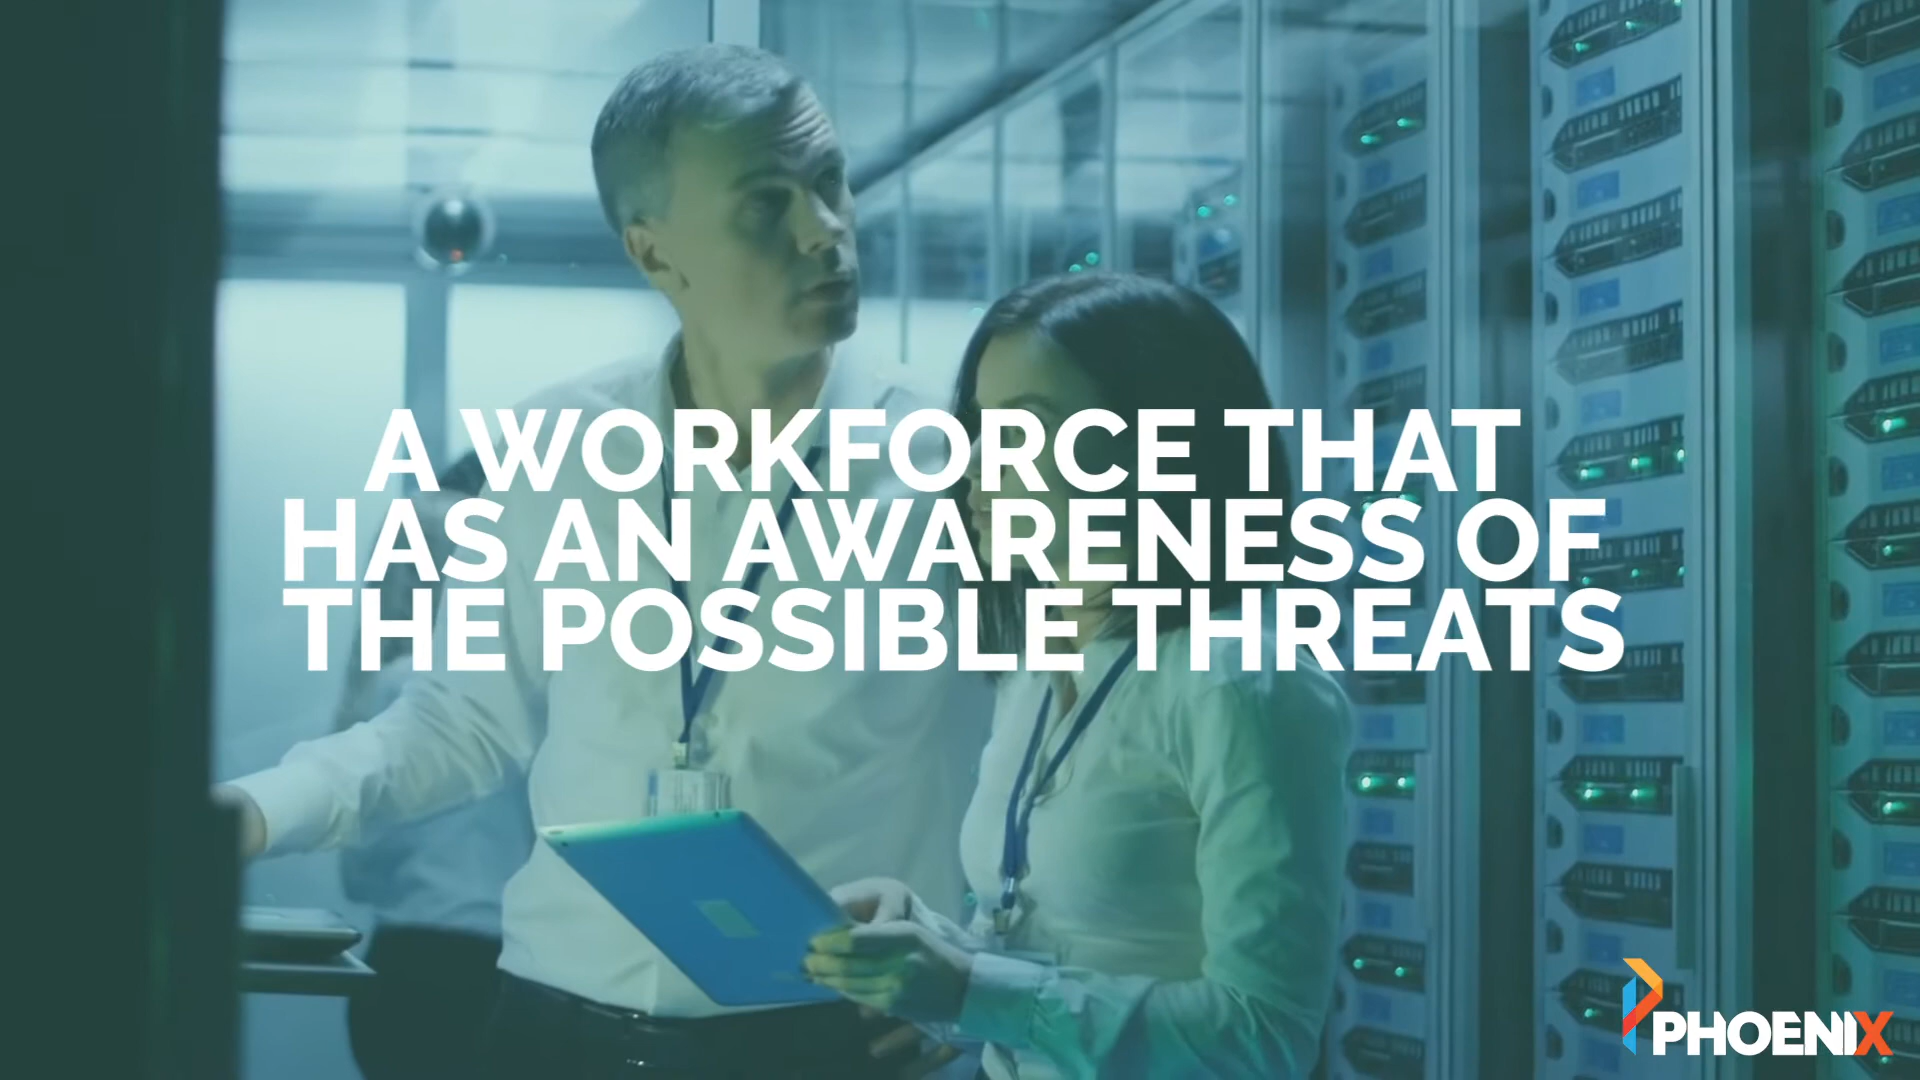 A WORKFORCE THAT
HAS AN AWARENESS OF
THE POSSIBLE THREATS
PHOENIX